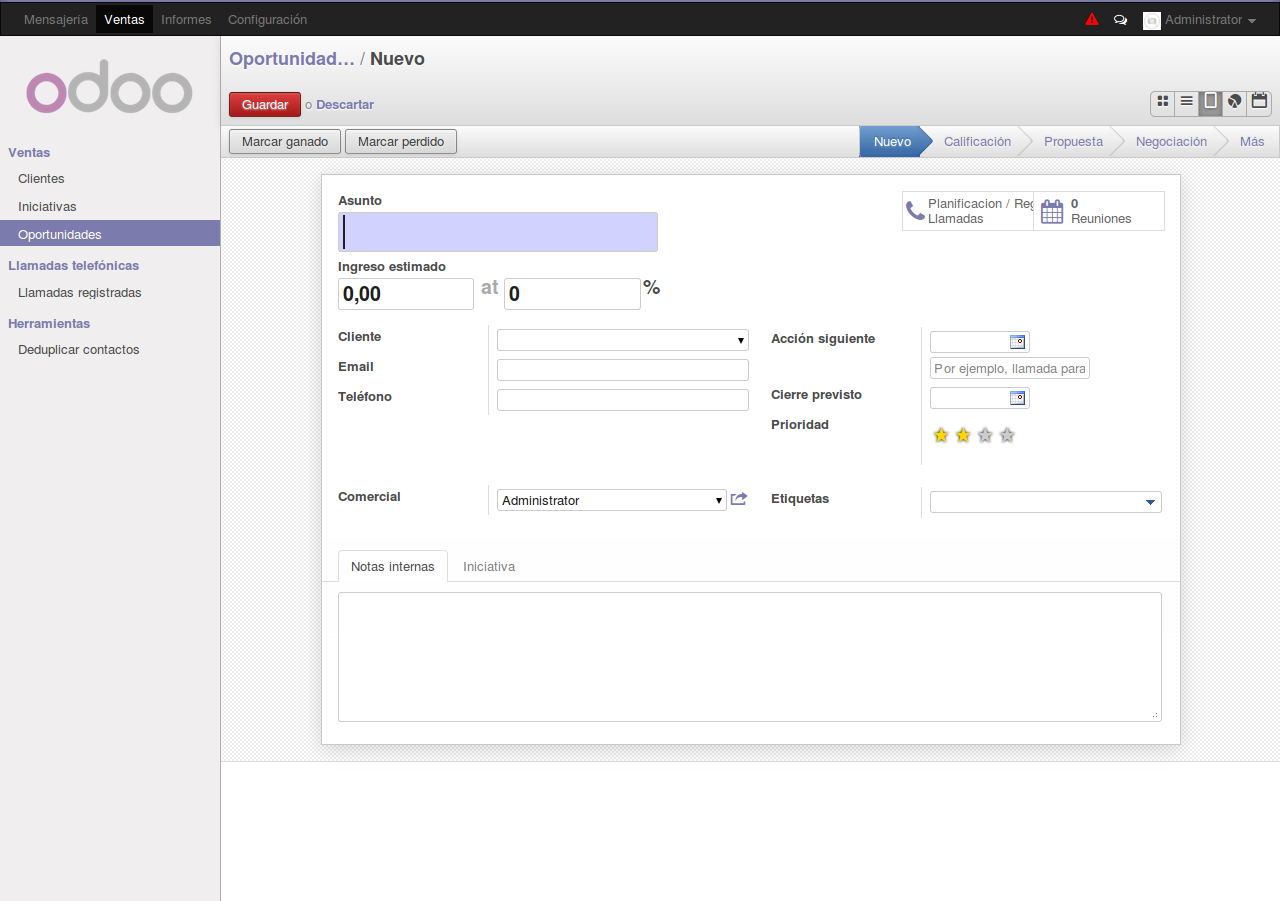 Mensajería Ventas Informes Configuración Administrator
odoo
Oportunidad... / Nuevo
Guardar o Descartar
Marcar ganado Marcar perdido Nuevo Calificación Propuesta Negociación Más
Ventas
Clientes
Iniciativas
Oportunidades
Llamadas telefónicas
Llamadas registradas
Herramientas
Deduplicar contactos
Asunto
Planificacion / Reg
Llamadas
0
Reuniones
Ingreso estimado
0,00 at 0 %
Cliente
Email
Teléfono
Acción siguiente
Por ejemplo, llamada para
Cierre previsto
Prioridad
Comercial Administrator
Etiquetas
Notas internas Iniciativa